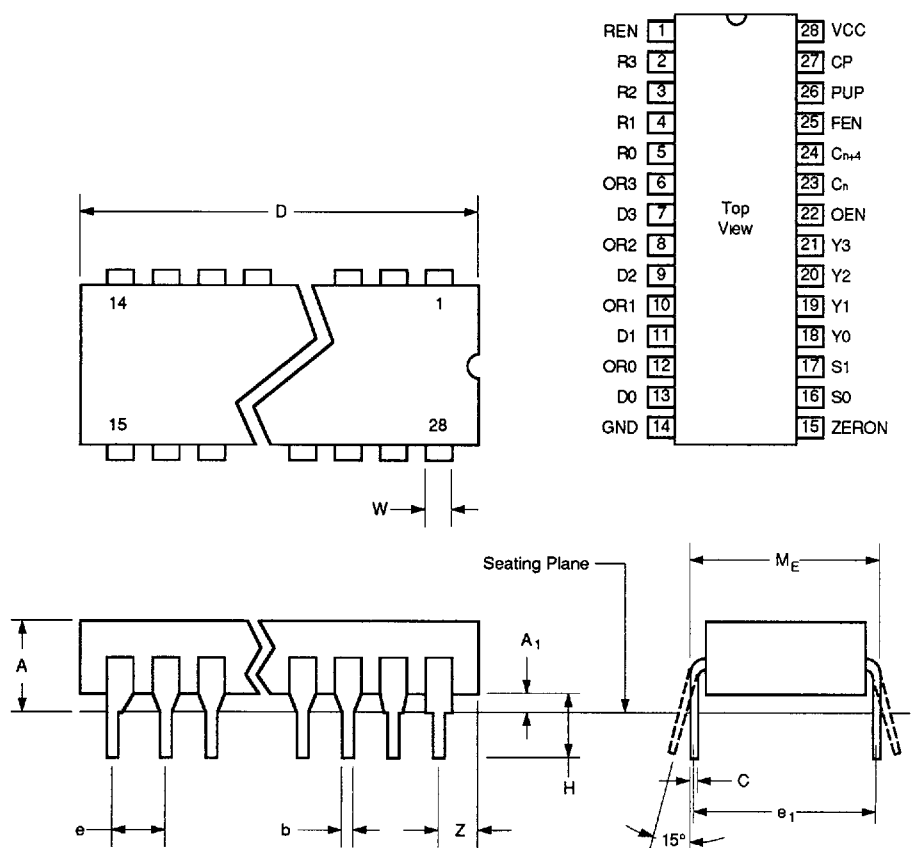 REN 1 28 VCC
R3 2 27 CP
R2 3 26 PUP
R1 4 25 FEN
R0 5 24 Cn+4
OR3 6 23 Cn
D3 7 22 OEN
OR2 8 21 Y3
D2 9 20 Y2
OR1 10 19 Y1
D1 11 18 Y0
OR0 12 17 S1
D0 13 16 S0
GND 14 15 ZERON
Top
View
D
14 1
15 28
W
Seating Plane
ME
A
A1
H
C
e
b
Z
e1
15°